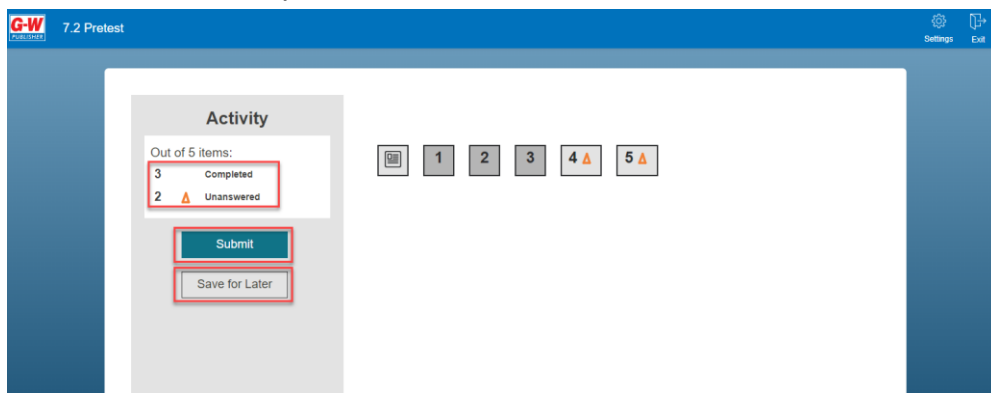 G-W
PUBLISHER
7.2 Pretest
Settings
Exit
Activity
Out of 5 items:
3 Completed
2 Unanswered
Submit
Save for Later
1 2 3 4 5